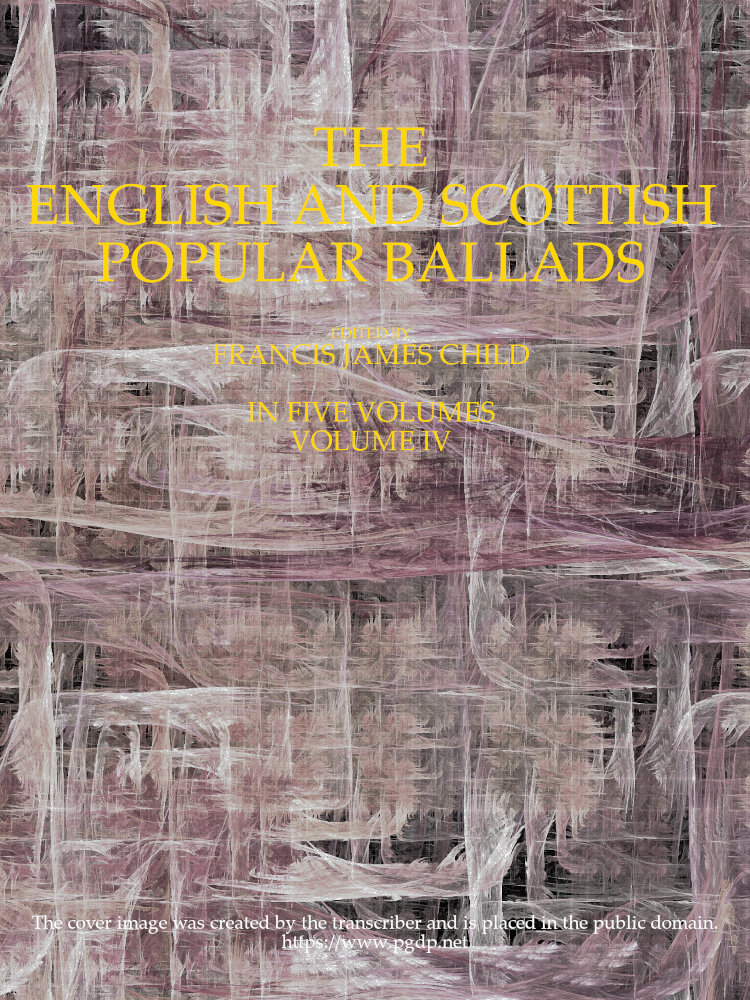 THE
ENGLISH AND SCOTTISH
POPULAR BALLADS
EDITED BY
FRANCIS JAMES CHILD
IN FIVE VOLUMES
VOLUME IV
The cover image was created by the transcriber and is placed in the public domain.
https://www.pgdp.net